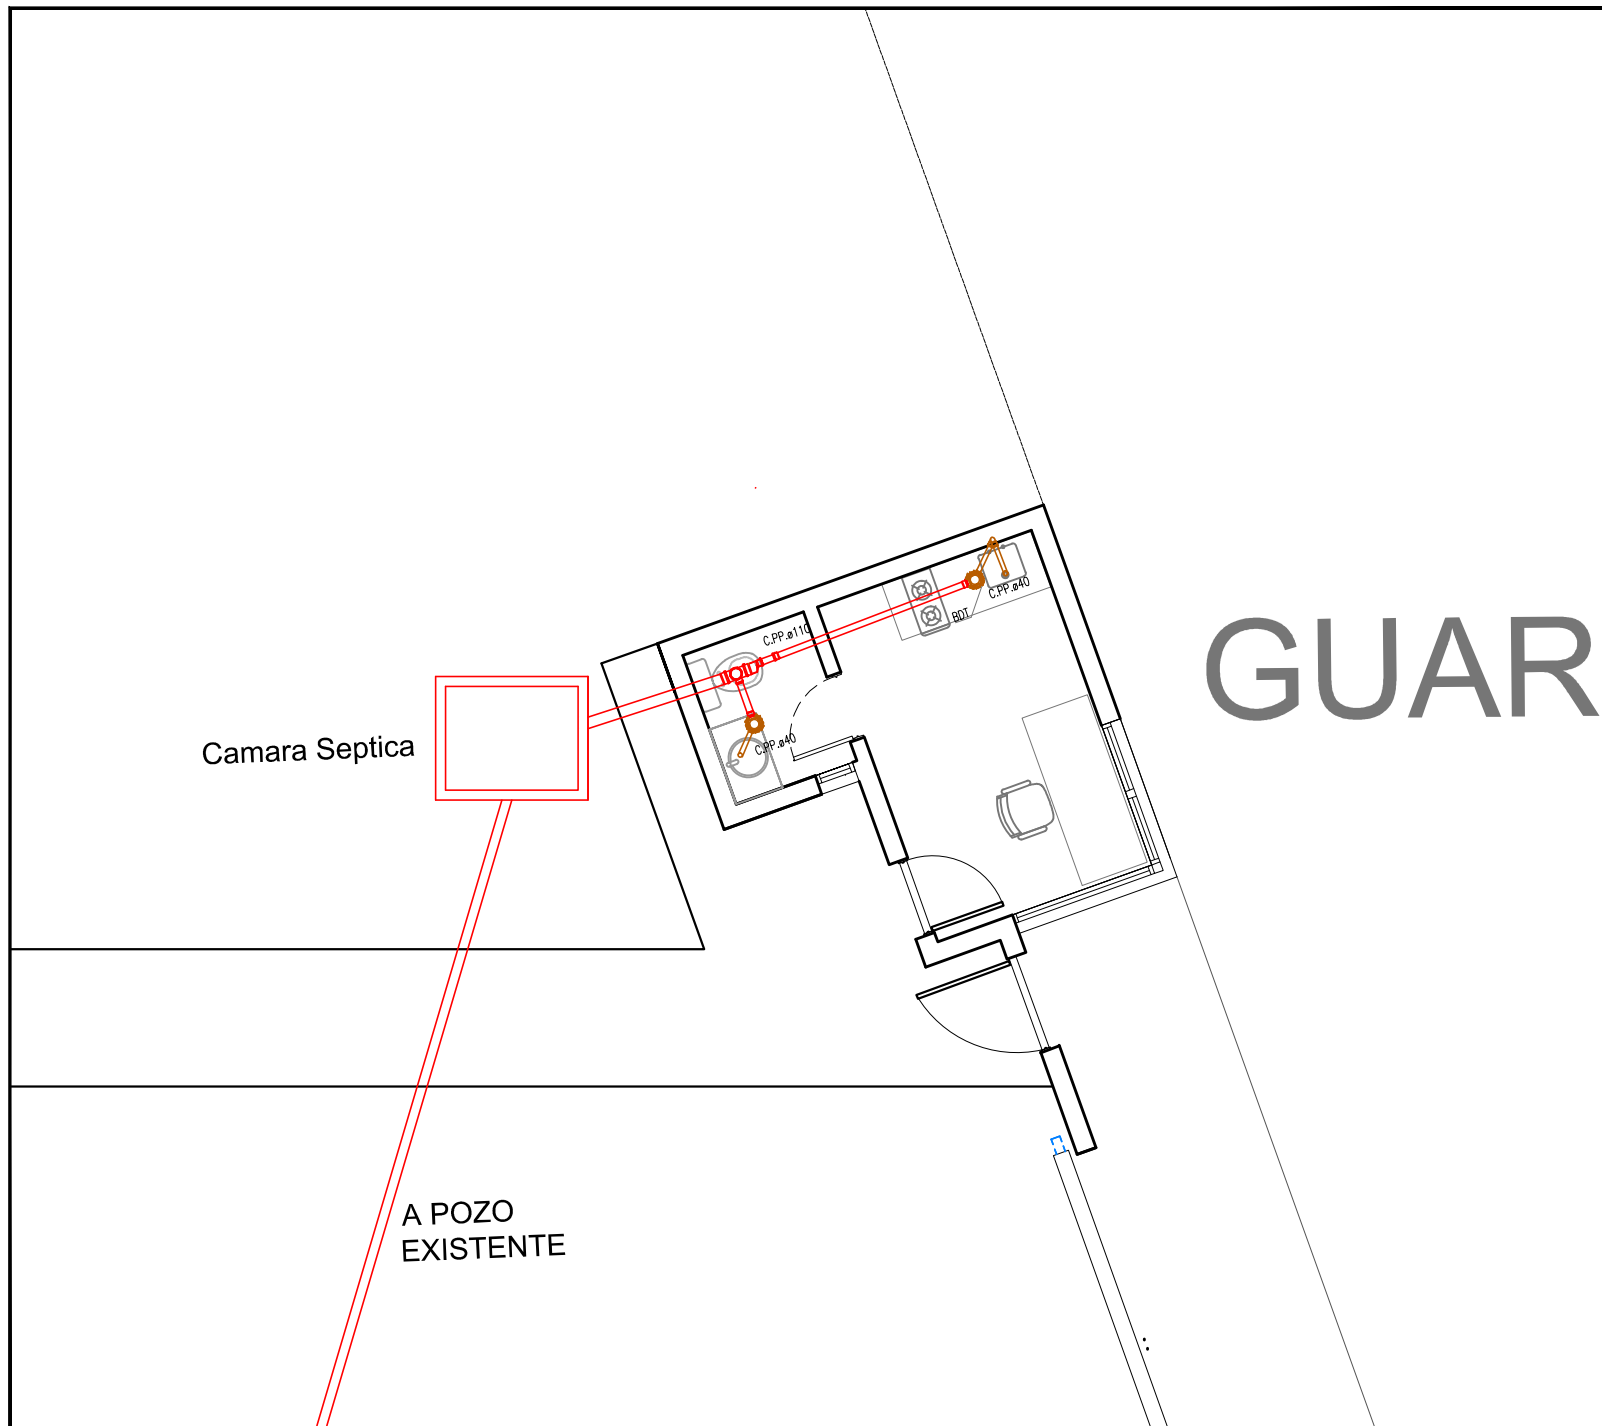 C.PP.ø40
BDT
C.PP.ø110
GUAR
C.PP.ø40
Camara Septica
A POZO
EXISTENTE